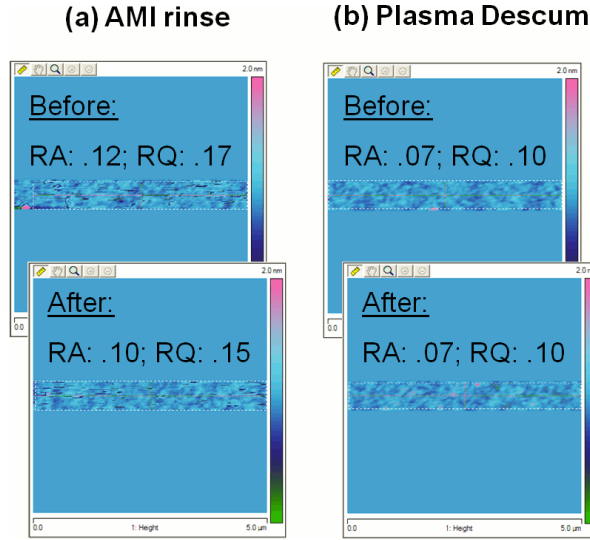 (a) AMI rinse
(b) Plasma Descum
2.0 nm
Before:
RA: .12; RQ: .17
2.0 nm
Before:
RA: .07; RQ: .10
2.0 nm
After:
RA: .10; RQ: .15
0.0
0.0 1: Height 5.0 µm
2.0 n
After:
RA: .07; RQ: .10
0.0
0.0 1: Height 5.0 µm